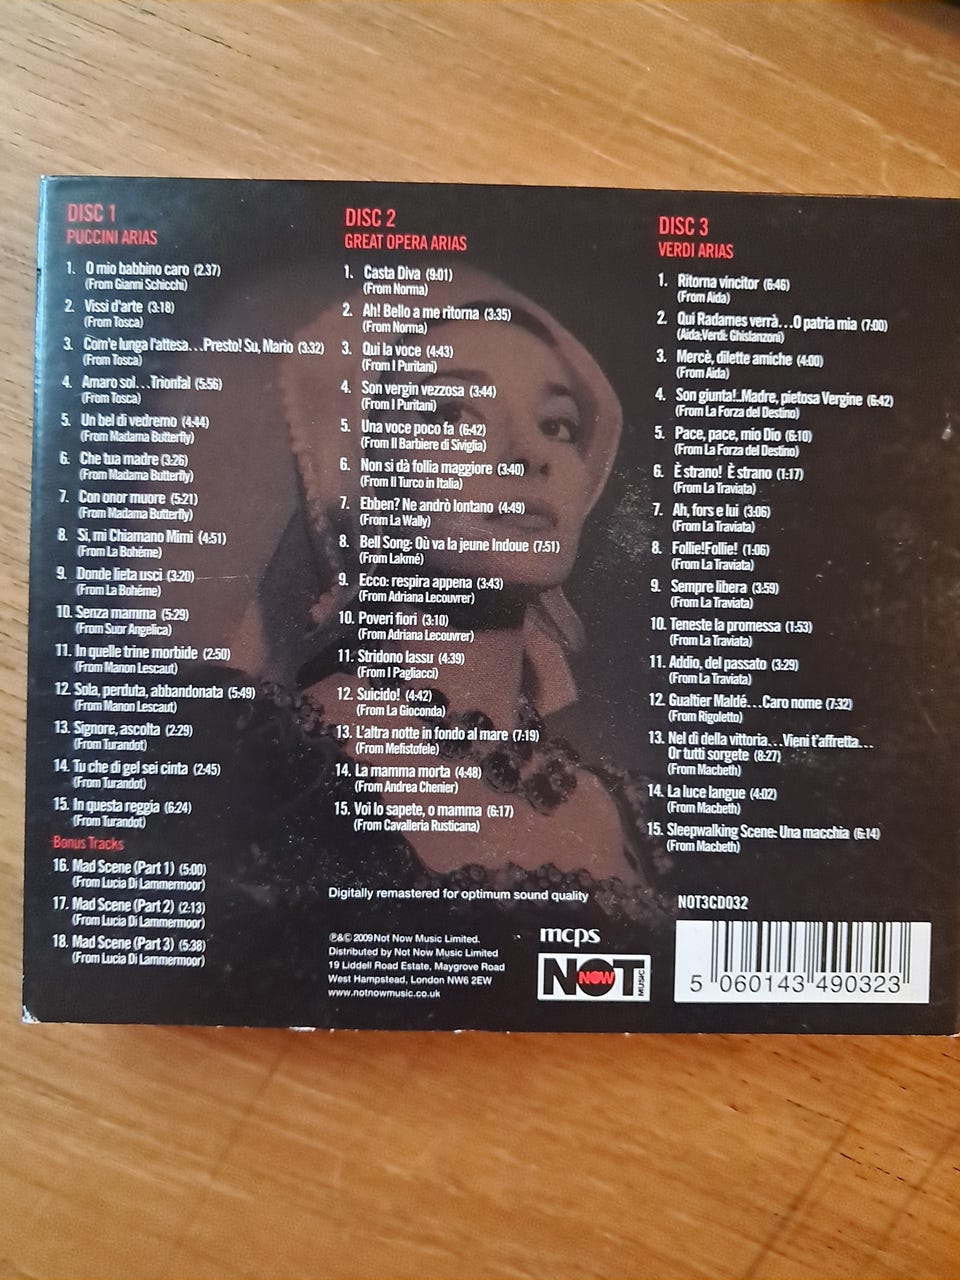 DISC 1
PUCCINI ARIAS
1. O mio babbino caro (2.37)
(From Gianni Schicchi)
2. Vissi d'arte (3:18)
(From Tosca)
3. Com'e lunga l'attesa...Presto! Su, Mario (3:32)
(From Tosca)
4. Amaro sol...Trionfal (5:56)
(From Tosca)
5. Un bel di vedremo (4:44)
(From Madama Butterfly)
6. Che tua madre (3:26)
(From Madama Butterfly)
7. Con onor muore (5:21)
(From Madama Butterfly)
8. Si, mi Chiamano Mimi (4:51)
(From La Bohéme)
9. Donde lieta usci (3:20)
(From La Bohéme)
10. Senza mamma (5:29)
(From Suor Angelica)
11. In quelle trine morbide (2:50)
(From Manon Lescaut)
12. Sola, perduta, abbandonata (5:49)
(From Manon Lescaut)
13. Signore, ascolta (2:29)
(From Turandot)
14. Tu che di gel sei cinta (2:45)
(From Turandot)
15. In questa reggia (6:24)
(From Turandot)
Bonus Tracks
16. Mad Scene (Part 1) (5:00)
(From Lucia Di Lammermoor)
17. Mad Scene (Part 2) (2:13)
(From Lucia Di Lammermoor)
18. Mad Scene (Part 3) (5:38)
(From Lucia Di Lammermoor)
DISC 2
GREAT OPERA ARIAS
1. Casta Diva (9:01)
(From Norma)
2. Ah! Bello a me ritorna (3:35)
(From Norma)
3. Qui la voce (4:43)
(From I Puritani)
4. Son vergin vezzosa (3:44)
(From I Puritani)
5. Una voce poco fa (6:42)
(From Il Barbiere di Siviglia)
6. Non si dà follia maggiore (3:40)
(From Il Turco in Italia)
7. Ebben? Ne andrò lontano (4:49)
(From La Wally)
8. Bell Song: Où va la jeune Indoue (7:51)
(From Lakmé)
9. Ecco: respira appena (3:43)
(From Adriana Lecouvrer)
10. Poveri fiori (3:10)
(From Adriana Lecouvrer)
11. Stridono lassu (4:39)
(From I Pagliacci)
12. Suicido! (4:42)
(From La Gioconda)
13. L'altra notte in fondo al mare (7:19)
(From Mefistofele)
14. La mamma morta (4:48)
(From Andrea Chenier)
15. Voi lo sapete, o mamma (6:17)
(From Cavalleria Rusticana)
DISC 3
VERDI ARIAS
1. Ritorna vincitor (6:46)
(From Aida)
2. Qui Radames verrà...O patria mia (7:00)
(Aida;Verdi: Ghislanzoni)
3. Mercè, dilette amiche (4:00)
(From Aida)
4. Son giunta!..Madre, pietosa Vergine (6:42)
(From La Forza del Destino)
5. Pace, pace, mio Dio (6:10)
(From La Forza del Destino)
6. È strano! È strano (1:17)
(From La Traviata)
7. Ah, fors e lui (3:06)
(From La Traviata)
8. Follie!Follie! (1:06)
(From La Traviata)
9. Sempre libera (3:59)
(From La Traviata)
10. Teneste la promessa (1:53)
(From La Traviata)
11. Addio, del passato (3:29)
(From La Traviata)
12. Gualtier Maldé...Caro nome (7:32)
(From Rigoletto)
13. Nel dì della vittoria...Vieni t'affretta...
Or tutti sorgete (8:27)
(From Macbeth)
14. La luce langue (4:02)
(From Macbeth)
15. Sleepwalking Scene: Una macchia (6:14)
(From Macbeth)
Digitally remastered for optimum sound quality
℗&© 2009 Not Now Music Limited.
Distributed by Not Now Music Limited
19 Liddell Road Estate, Maygrove Road
West Hampstead, London NW6 2EW
www.notnowmusic.co.uk
mcps
NOT NOW MUSIC
NOT3CD032
5 060143 490323